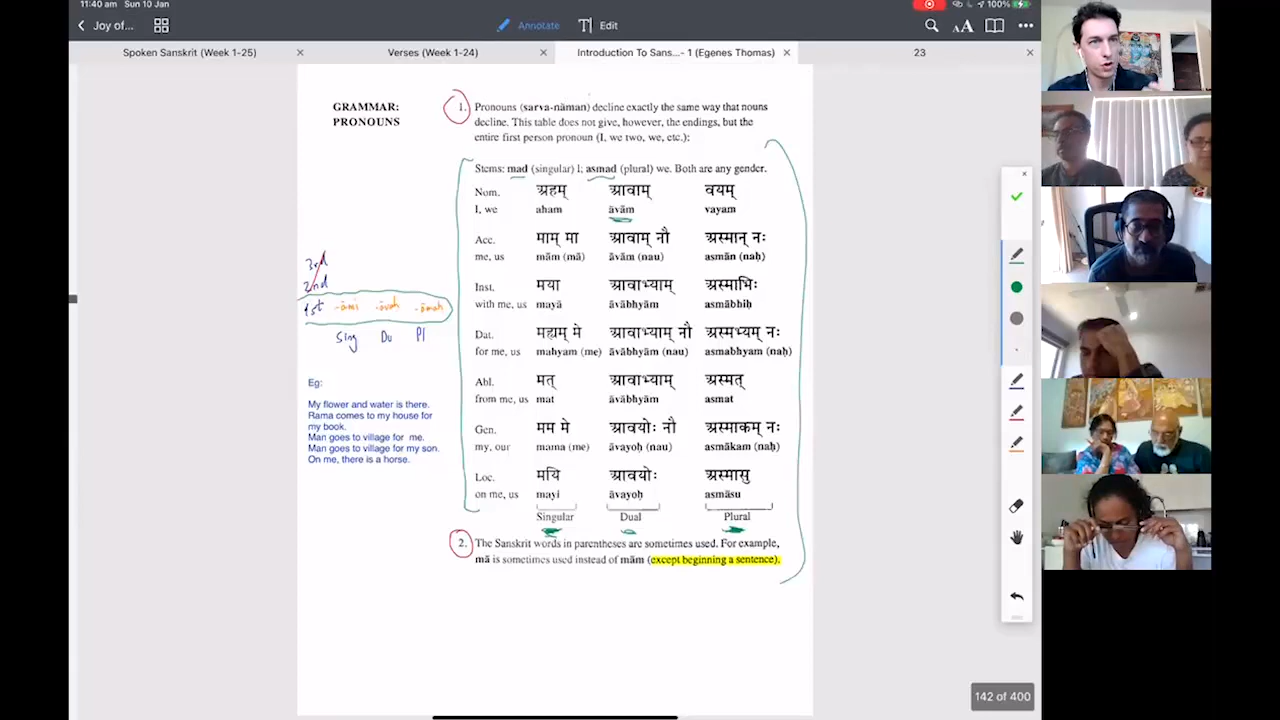 11:40 am Sun 10 Jan
100%
Joy of...
Annotate
Edit
AA
Spoken Sanskrit (Week 1-25)
Verses (Week 1-24)
Introduction To Sans... - 1 (Egenes Thomas)
23
GRAMMAR:
PRONOUNS
1. Pronouns (sarva-nāman) decline exactly the same way that nouns
decline. This table does not give, however, the endings, but the
entire first person pronoun (I, we two, we, etc.):
Stems: mad (singular) I; asmad (plural) we. Both are any gender.
Nom. अहम् आवाम् वयम्
I, we aham āvām vayam
Acc. माम् मा आवाम् नौ अस्मान् नः
me, us mām (mā) āvām (nau) asmān (naḥ)
Inst. मया आवाभ्याम् अस्माभिः
with me, us mayā āvābhyām asmābhiḥ
Dat. मह्यम् मे आवाभ्याम् नौ अस्मभ्यम् नः
for me, us mahyam (me) āvābhyām (nau) asmabhyam (naḥ)
Abl. मत् आवाभ्याम् अस्मत्
from me, us mat āvābhyām asmat
Gen. मम मे आवयोः नौ अस्माकम् नः
my, our mama (me) āvayoḥ (nau) asmākam (naḥ)
Loc. मयि आवयोः अस्मासु
on me, us mayi āvayoḥ asmāsu
Singular Dual Plural
2. The Sanskrit words in parentheses are sometimes used. For example,
mā is sometimes used instead of mām (except beginning a sentence).
3rd
2nd
1st -āmi -āvaḥ -āmaḥ
Sing Du Pl
Eg:
My flower and water is there.
Rama comes to my house for
my book.
Man goes to village for me.
Man goes to village for my son.
On me, there is a horse.
142 of 400